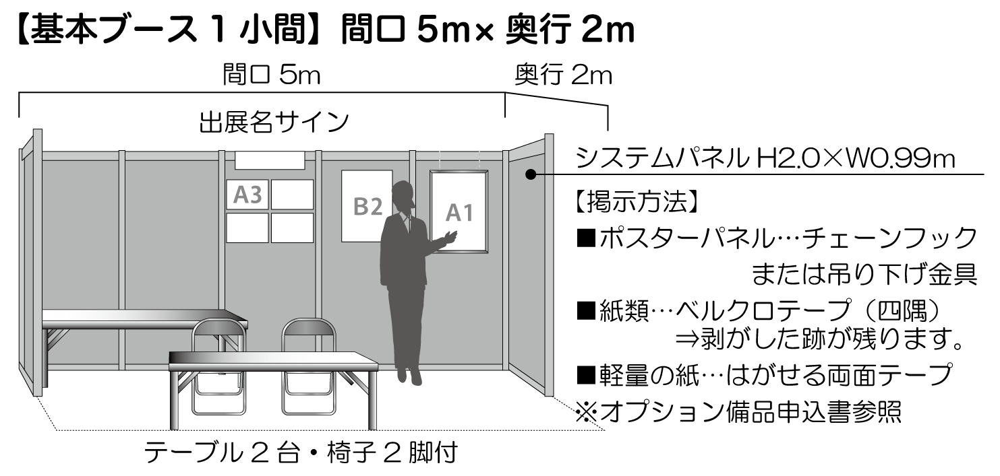 【基本ブース1小間】間口5m×奥行2m
間口5m
奥行2m
出展名サイン
システムパネルH2.0×W0.99m
A3
B2
A1
【掲示方法】
■ポスターパネル…チェーンフック
または吊り下げ金具
■紙類…ベルクロテープ（四隅）
⇒剥がした跡が残ります。
■軽量の紙…はがせる両面テープ
※オプション備品申込書参照
テーブル2台・椅子2脚付